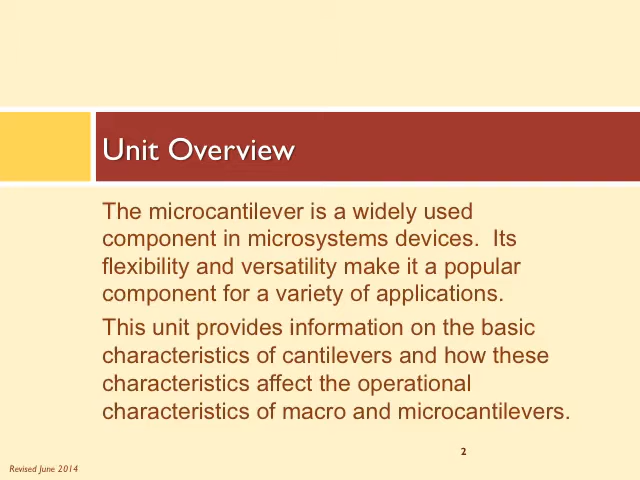 Unit Overview
The microcantilever is a widely used
component in microsystems devices.  Its
flexibility and versatility make it a popular
component for a variety of applications.
This unit provides information on the basic
characteristics of cantilevers and how these
characteristics affect the operational
characteristics of macro and microcantilevers.
2
Revised June 2014